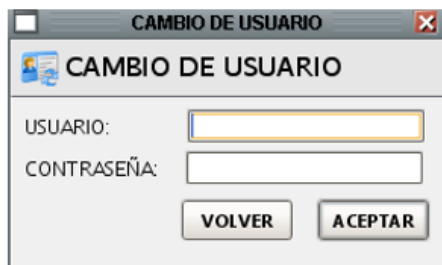 CAMBIO DE USUARIO
CAMBIO DE USUARIO
USUARIO:
CONTRASEÑA:
VOLVER ACEPTAR